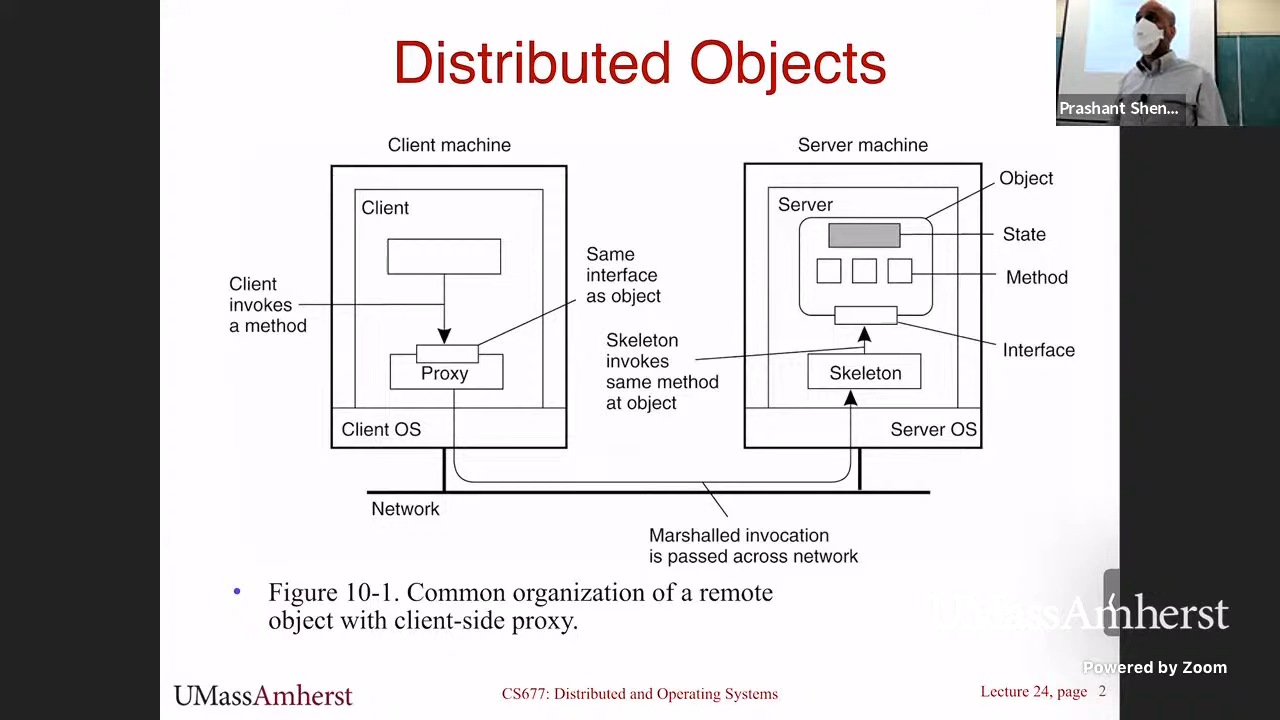 Distributed Objects
Prashant Shen...
Client machine
Server machine
Object
Client
Server
State
Same
interface
as object
Method
Client
invokes
a method
Skeleton
invokes
same method
at object
Interface
Proxy
Skeleton
Client OS
Server OS
Network
Marshalled invocation
is passed across network
• Figure 10-1. Common organization of a remote
object with client-side proxy.
UMassAmherst
Powered by Zoom
UMassAmherst
CS677: Distributed and Operating Systems
Lecture 24, page 2